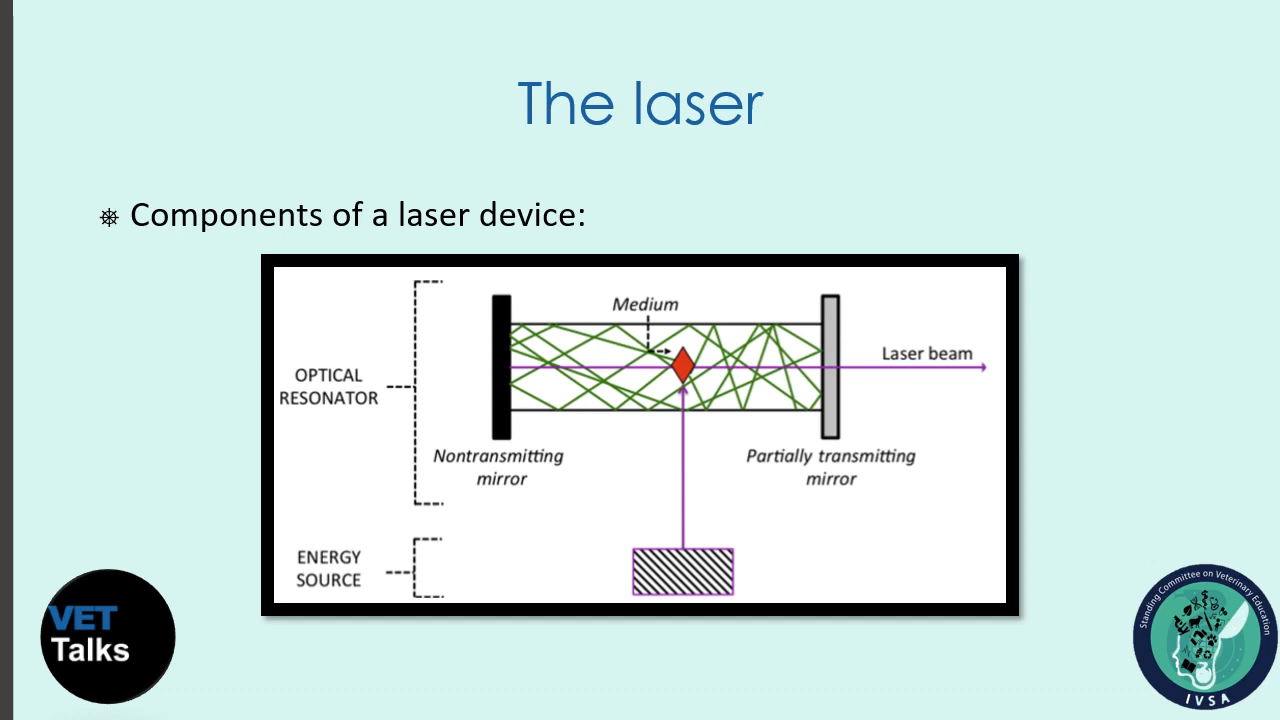 The laser
Components of a laser device:
Medium
Laser beam
OPTICAL
RESONATOR
Nontransmitting
mirror
Partially transmitting
mirror
ENERGY
SOURCE
VET
Talks
Standing Committee on Veterinary Education
IVSA